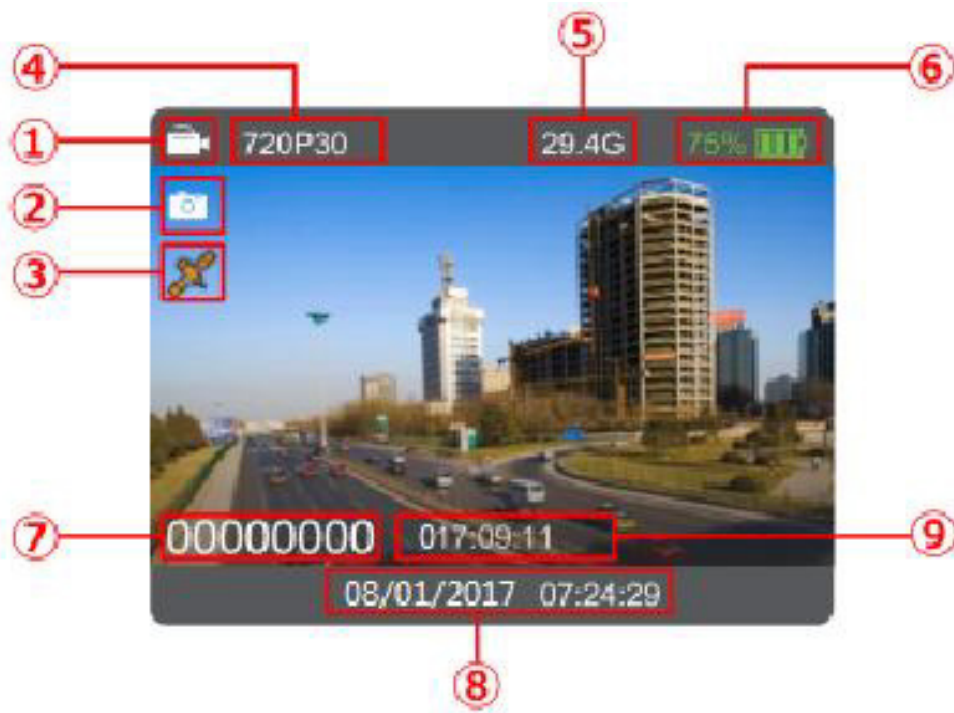 ④ ⑤ ⑥
① 720P30 29.4G 75%
②
③
⑦ 00000000 017:09:11 ⑨
08/01/2017 07:24:29
⑧